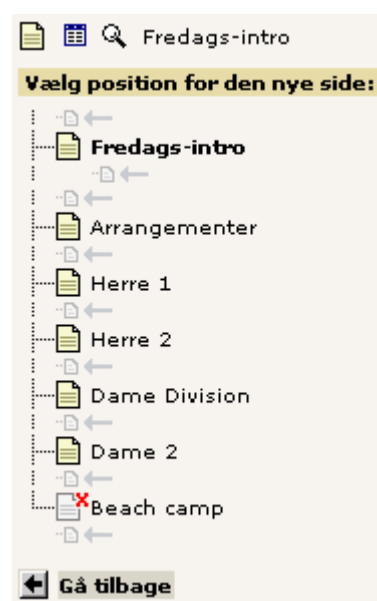 Fredags-intro
Vælg position for den nye side:
Fredags-intro
Arrangementer
Herre 1
Herre 2
Dame Division
Dame 2
Beach camp
Gå tilbage